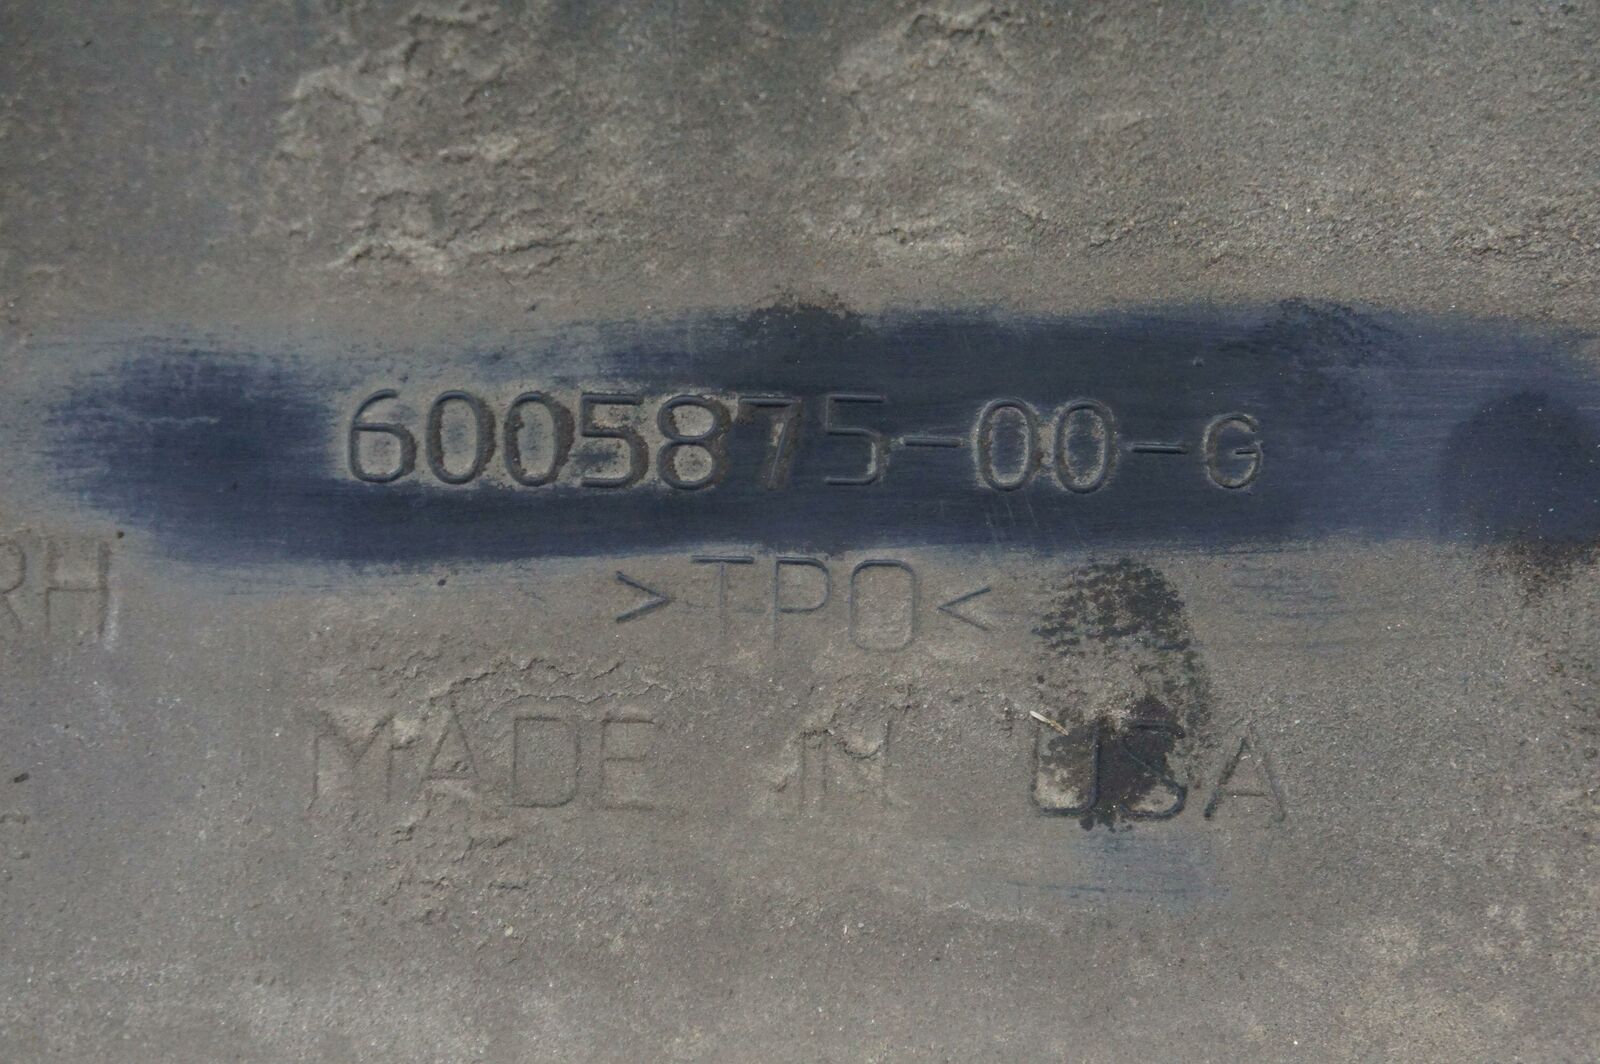 6005875-00-G
RH
>TPO<
MADE IN USA